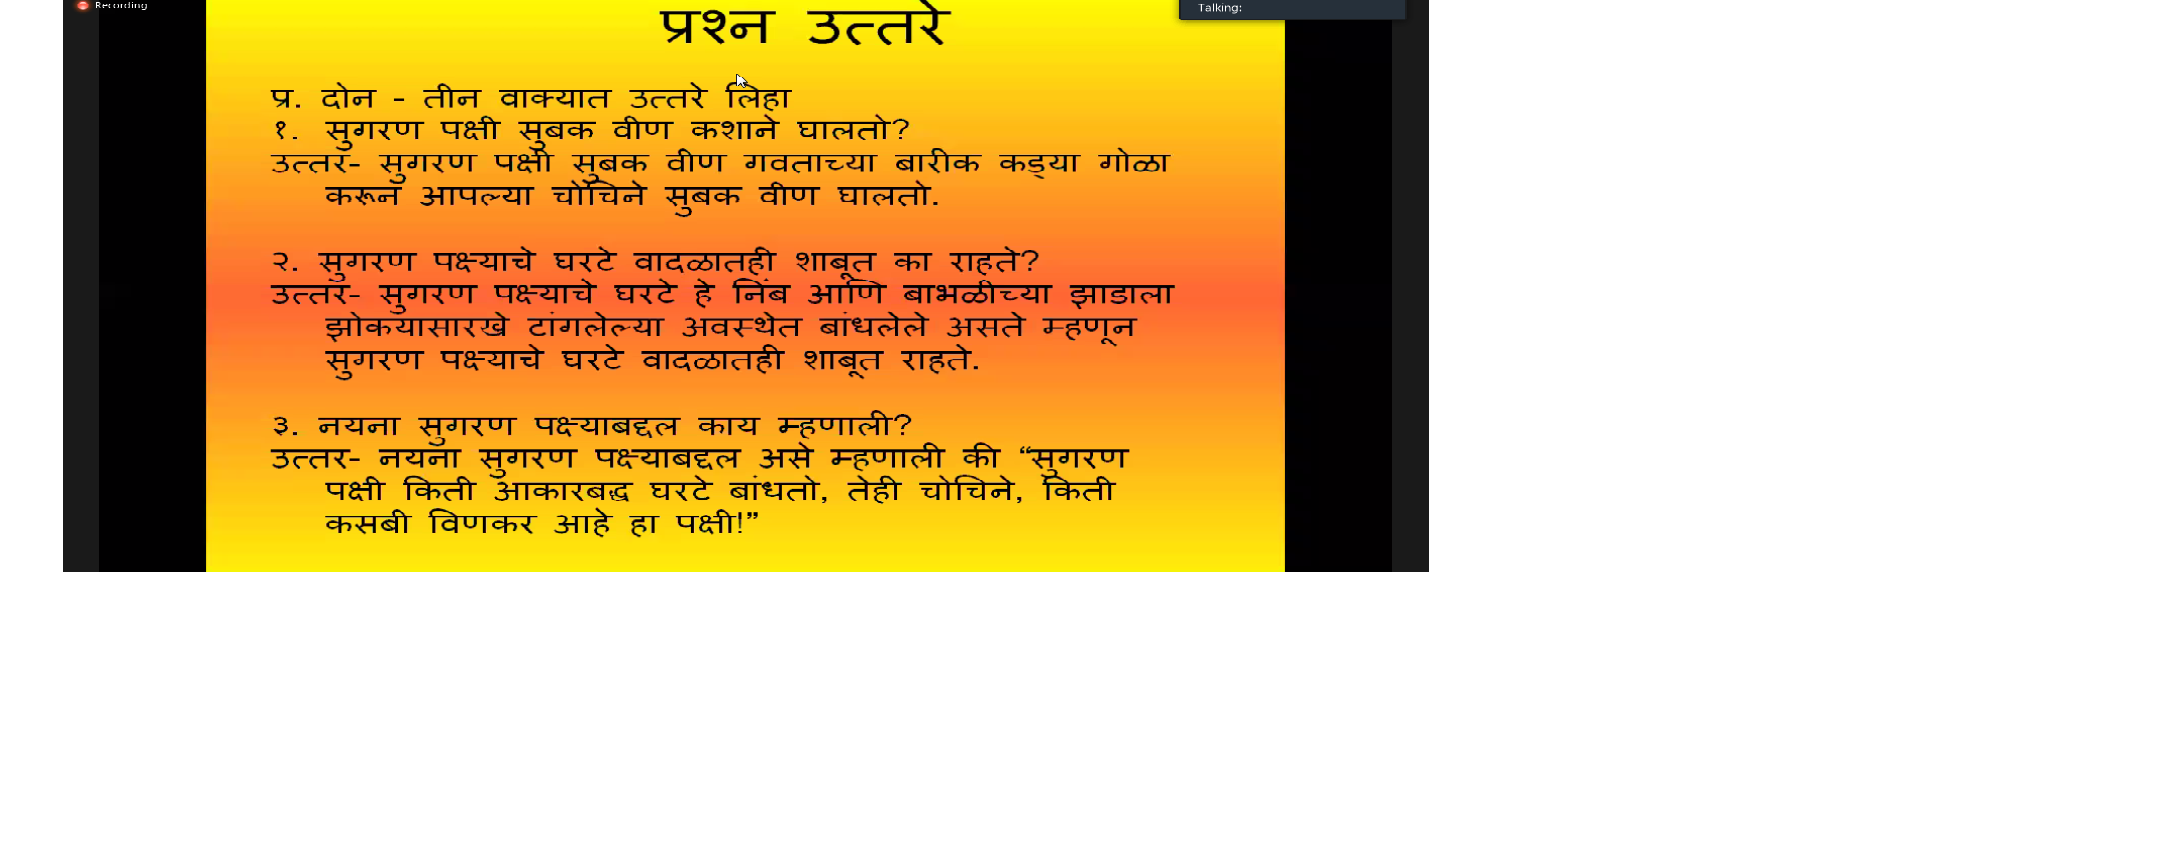 Recording
Talking:
प्रश्न उत्तरे
प्र. दोन - तीन वाक्यात उत्तरे लिहा
१. सुगरण पक्षी सुबक वीण कशाने घालतो?
उत्तर- सुगरण पक्षी सुबक वीण गवताच्या बारीक कड्या गोळा
करून आपल्या चोचिने सुबक वीण घालतो.
२. सुगरण पक्ष्याचे घरटे वादळातही शाबूत का राहते?
उत्तर- सुगरण पक्ष्याचे घरटे हे निंब आणि बाभळीच्या झाडाला
झोकयासारखे टांगलेल्या अवस्थेत बांधलेले असते म्हणून
सुगरण पक्ष्याचे घरटे वादळातही शाबूत राहते.
३. नयना सुगरण पक्ष्याबद्दल काय म्हणाली?
उत्तर- नयना सुगरण पक्ष्याबद्दल असे म्हणाली की “सुगरण
पक्षी किती आकारबद्ध घरटे बांधतो, तेही चोचिने, किती
कसबी विणकर आहे हा पक्षी!”